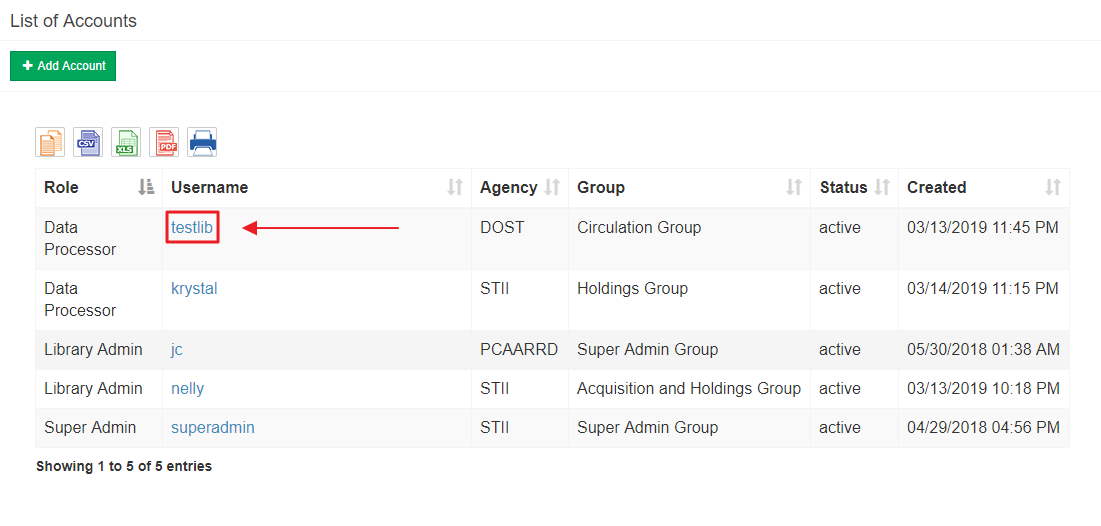 List of Accounts
+ Add Account
CSV XLS PDF
Role Username Agency Group Status Created
Data Processor testlib DOST Circulation Group active 03/13/2019 11:45 PM
Data Processor krystal STII Holdings Group active 03/14/2019 11:15 PM
Library Admin jc PCAARRD Super Admin Group active 05/30/2018 01:38 AM
Library Admin nelly STII Acquisition and Holdings Group active 03/13/2019 10:18 PM
Super Admin superadmin STII Super Admin Group active 04/29/2018 04:56 PM
Showing 1 to 5 of 5 entries